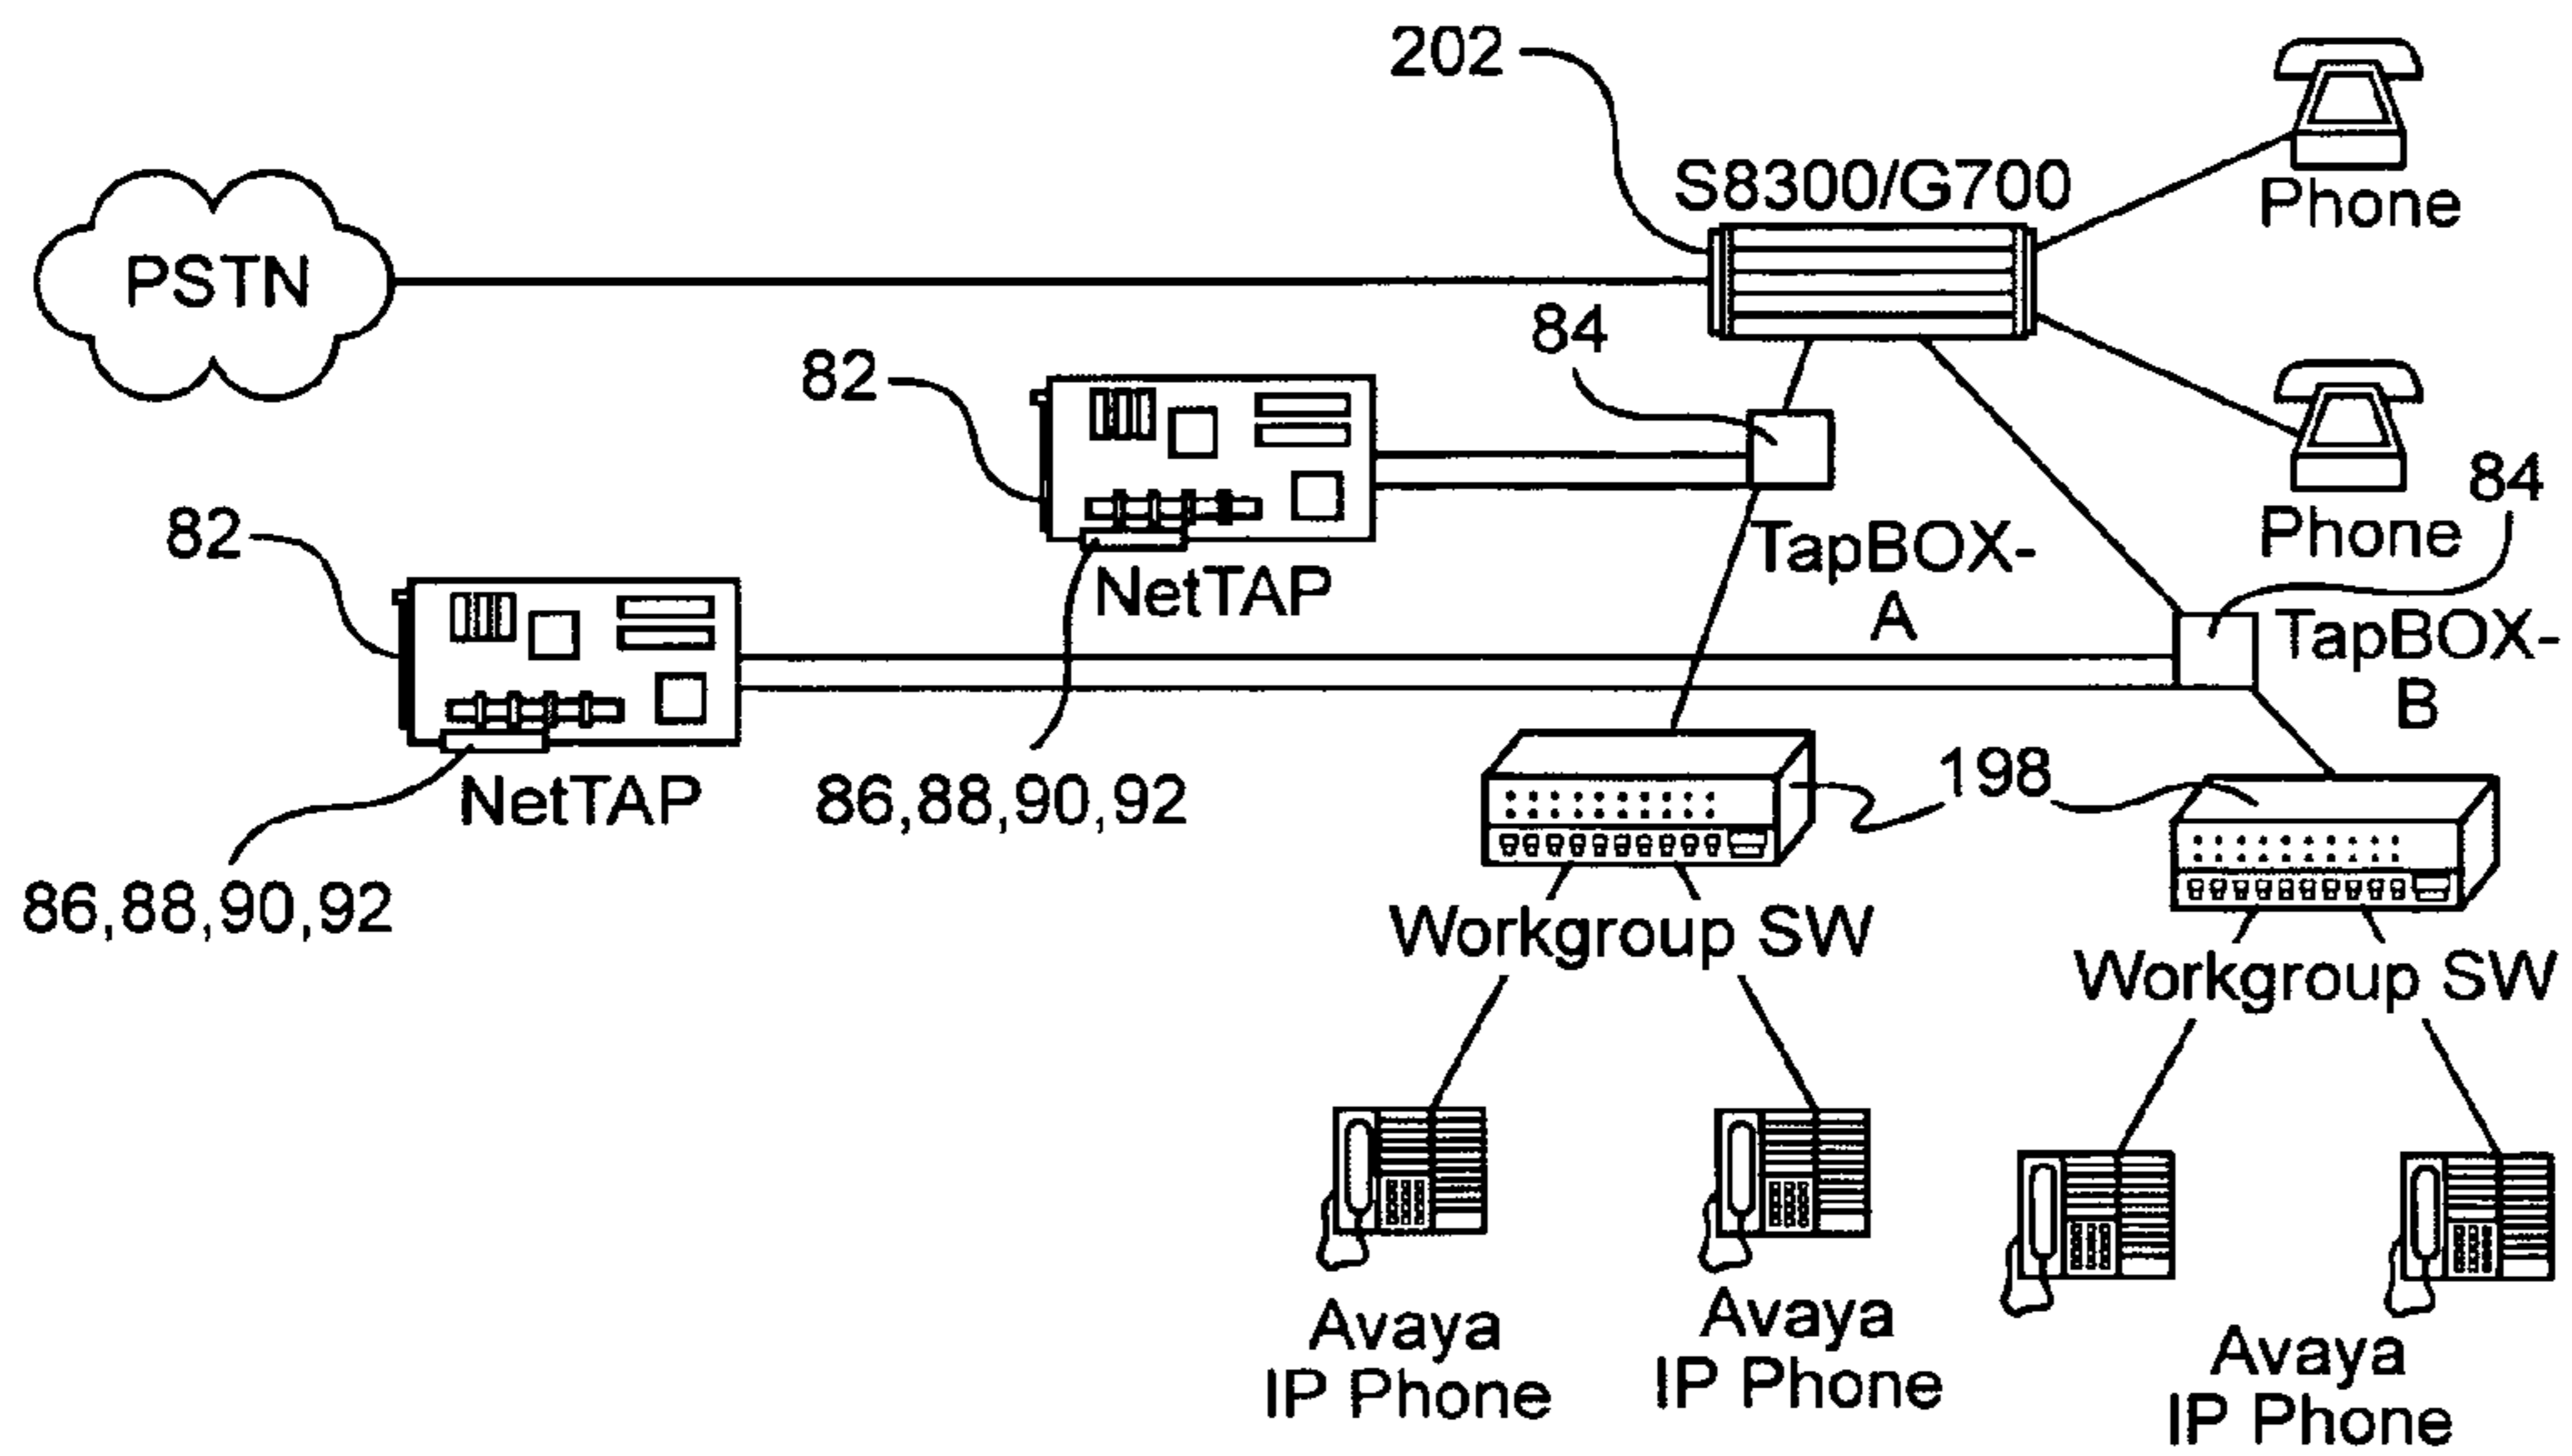 202
S8300/G700
Phone
PSTN
84
82
Phone
84
82
NetTAP
TapBOX-
A
TapBOX-
B
NetTAP
86,88,90,92
198
86,88,90,92
Workgroup SW
Workgroup SW
Avaya
IP Phone
Avaya
IP Phone
Avaya
IP Phone